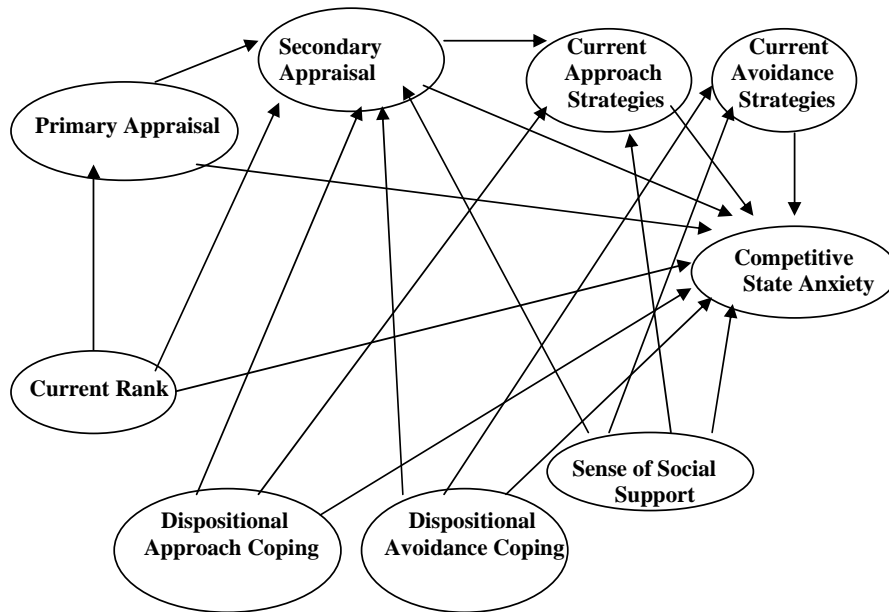 Secondary
Appraisal
Current
Approach
Strategies
Current
Avoidance
Strategies
Primary Appraisal
Competitive
State Anxiety
Current Rank
Sense of Social
Support
Dispositional
Approach Coping
Dispositional
Avoidance Coping